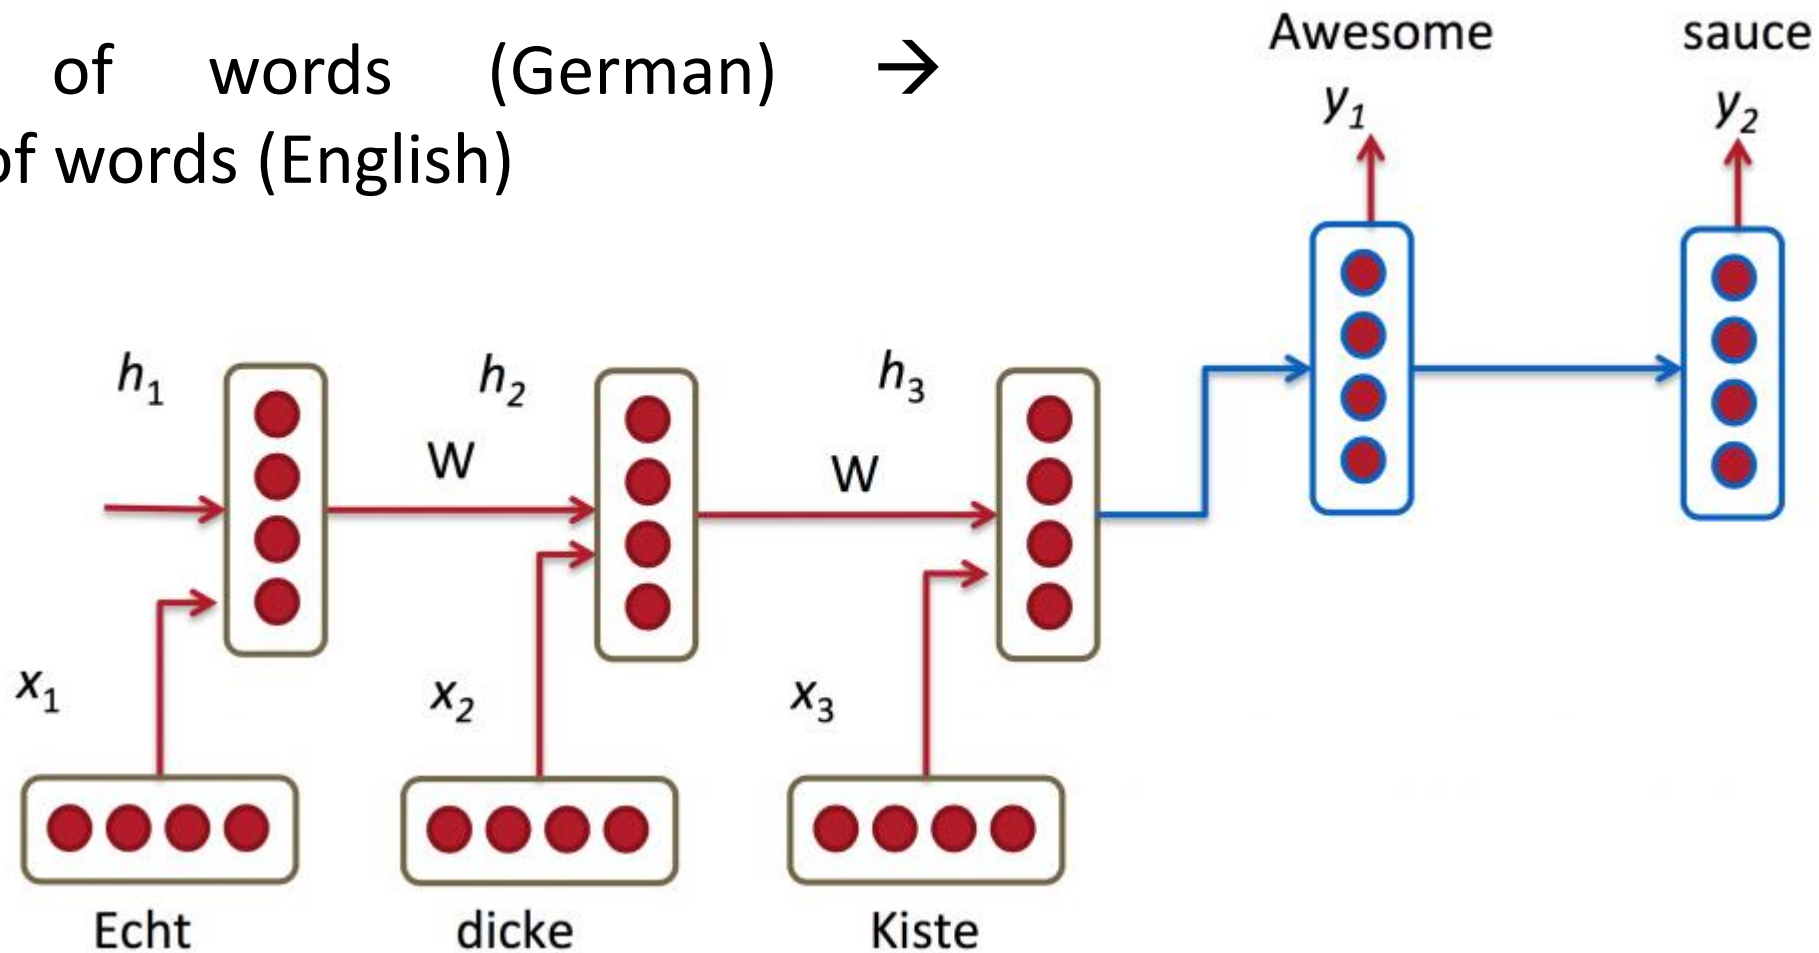 of words (German) →
of words (English)
Awesome sauce
y1 y2
h1 h2 h3
W W
x1 x2 x3
Echt dicke Kiste